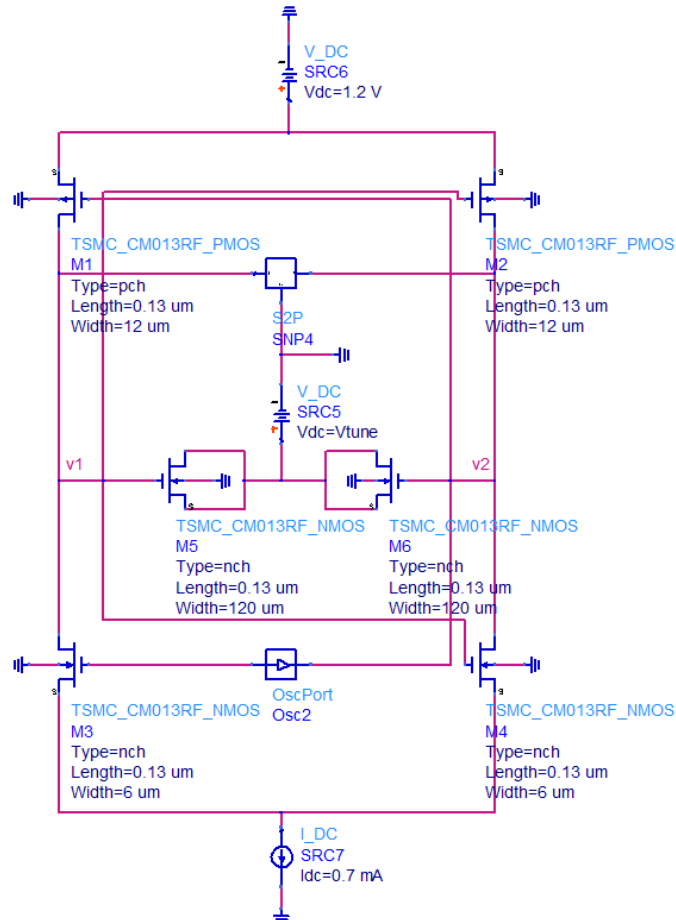 V_DC
SRC6
Vdc=1.2 V
TSMC_CM013RF_PMOS
M1
Type=pch
Length=0.13 um
Width=12 um
TSMC_CM013RF_PMOS
M2
Type=pch
Length=0.13 um
Width=12 um
S2P
SNP4
V_DC
SRC5
Vdc=Vtune
v1
v2
TSMC_CM013RF_NMOS
M5
Type=nch
Length=0.13 um
Width=120 um
TSMC_CM013RF_NMOS
M6
Type=nch
Length=0.13 um
Width=120 um
TSMC_CM013RF_NMOS
M3
Type=nch
Length=0.13 um
Width=6 um
OscPort
Osc2
TSMC_CM013RF_NMOS
M4
Type=nch
Length=0.13 um
Width=6 um
I_DC
SRC7
Idc=0.7 mA